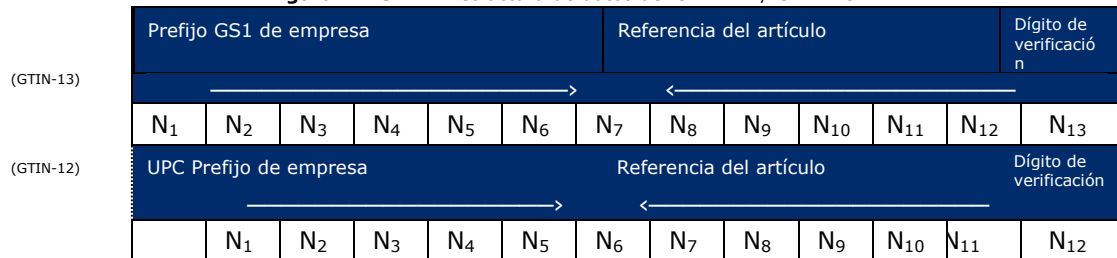 Prefijo GS1 de empresa Referencia del artículo Dígito de
verificació
n
(GTIN-13)
N1 N2 N3 N4 N5 N6 N7 N8 N9 N10 N11 N12 N13
(GTIN-12) UPC Prefijo de empresa Referencia del artículo Dígito de
verificación
N1 N2 N3 N4 N5 N6 N7 N8 N9 N10 N11 N12